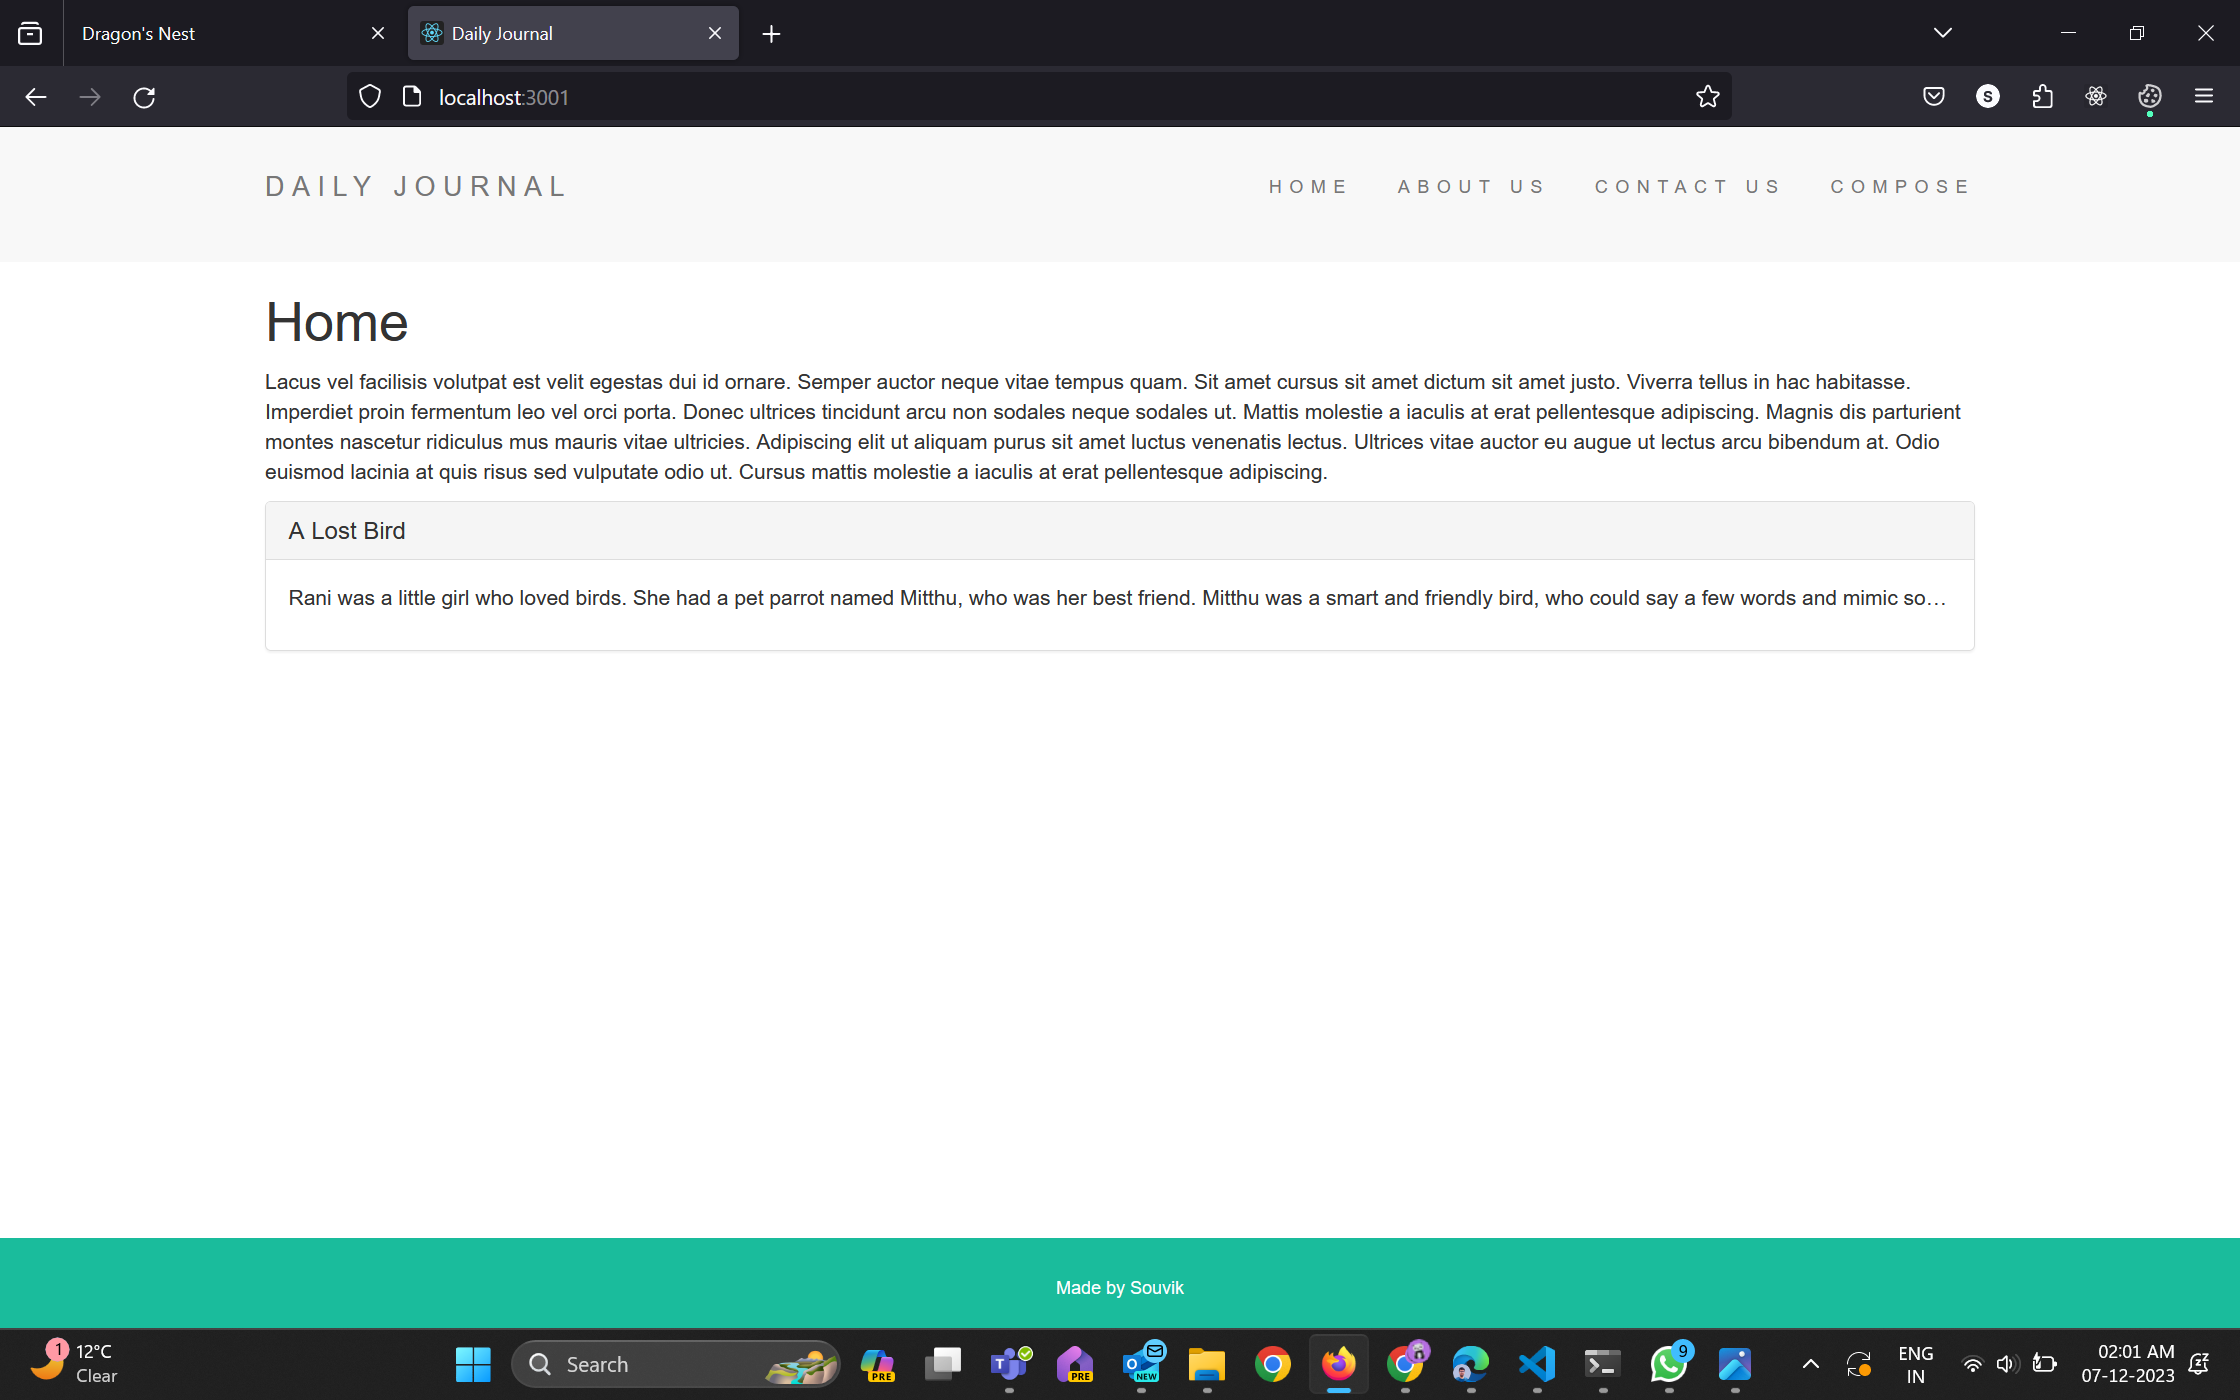 Dragon's Nest
Daily Journal
localhost:3001
S
DAILY JOURNAL
HOME ABOUT US CONTACT US COMPOSE
Home
Lacus vel facilisis volutpat est velit egestas dui id ornare. Semper auctor neque vitae tempus quam. Sit amet cursus sit amet dictum sit amet justo. Viverra tellus in hac habitasse.
Imperdiet proin fermentum leo vel orci porta. Donec ultrices tincidunt arcu non sodales neque sodales ut. Mattis molestie a iaculis at erat pellentesque adipiscing. Magnis dis parturient
montes nascetur ridiculus mus mauris vitae ultricies. Adipiscing elit ut aliquam purus sit amet luctus venenatis lectus. Ultrices vitae auctor eu augue ut lectus arcu bibendum at. Odio
euismod lacinia at quis risus sed vulputate odio ut. Cursus mattis molestie a iaculis at erat pellentesque adipiscing.
A Lost Bird
Rani was a little girl who loved birds. She had a pet parrot named Mitthu, who was her best friend. Mitthu was a smart and friendly bird, who could say a few words and mimic so…
Made by Souvik
1
12°C
Clear
Search
PRE
T
PRE
O
NEW
9
ENG
IN
02:01 AM
07-12-2023